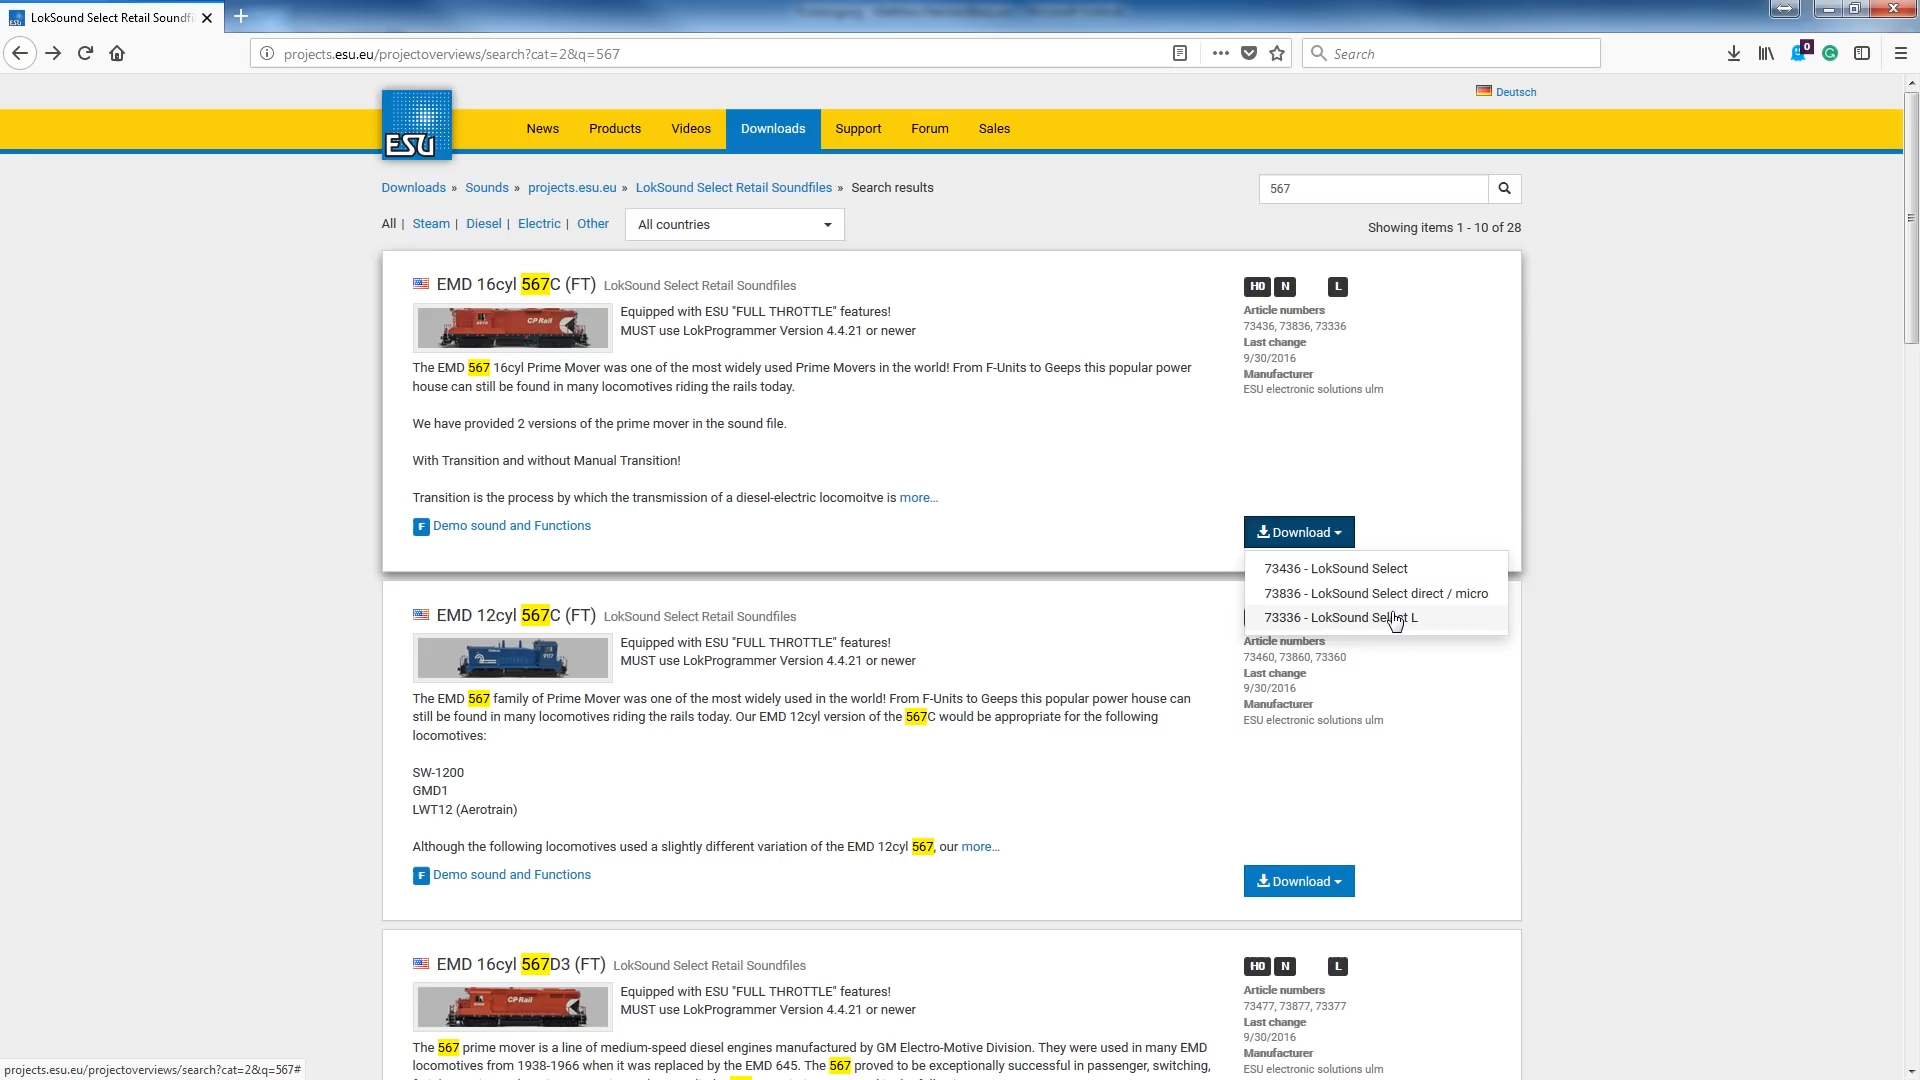 LokSound Select Retail Soundfi
projects.esu.eu/projectoverviews/search?cat=2&q=567
Search
0
Deutsch
ESU
News
Products
Videos
Downloads
Support
Forum
Sales
Downloads » Sounds » projects.esu.eu » LokSound Select Retail Soundfiles » Search results
567
All | Steam | Diesel | Electric | Other
All countries
Showing items 1 - 10 of 28
EMD 16cyl 567C (FT) LokSound Select Retail Soundfiles
CP Rail
Equipped with ESU "FULL THROTTLE" features!
MUST use LokProgrammer Version 4.4.21 or newer
The EMD 567 16cyl Prime Mover was one of the most widely used Prime Movers in the world! From F-Units to Geeps this popular power
house can still be found in many locomotives riding the rails today.
We have provided 2 versions of the prime mover in the sound file.
With Transition and without Manual Transition!
Transition is the process by which the transmission of a diesel-electric locomoitve is more...
F Demo sound and Functions
H0 N L
Article numbers
73436, 73836, 73336
Last change
9/30/2016
Manufacturer
ESU electronic solutions ulm
Download
73436 - LokSound Select
73836 - LokSound Select direct / micro
73336 - LokSound Select L
EMD 12cyl 567C (FT) LokSound Select Retail Soundfiles
Equipped with ESU "FULL THROTTLE" features!
MUST use LokProgrammer Version 4.4.21 or newer
The EMD 567 family of Prime Mover was one of the most widely used in the world! From F-Units to Geeps this popular power house can
still be found in many locomotives riding the rails today. Our EMD 12cyl version of the 567C would be appropriate for the following
locomotives:
SW-1200
GMD1
LWT12 (Aerotrain)
Although the following locomotives used a slightly different variation of the EMD 12cyl 567, our more...
F Demo sound and Functions
Article numbers
73460, 73860, 73360
Last change
9/30/2016
Manufacturer
ESU electronic solutions ulm
Download
EMD 16cyl 567D3 (FT) LokSound Select Retail Soundfiles
CP Rail
Equipped with ESU "FULL THROTTLE" features!
MUST use LokProgrammer Version 4.4.21 or newer
The 567 prime mover is a line of medium-speed diesel engines manufactured by GM Electro-Motive Division. They were used in many EMD
locomotives from 1938-1966 when it was replaced by the EMD 645. The 567 proved to be exceptionally successful in passenger, switching,
H0 N L
Article numbers
73477, 73877, 73377
Last change
9/30/2016
Manufacturer
ESU electronic solutions ulm
projects.esu.eu/projectoverviews/search?cat=2&q=567#